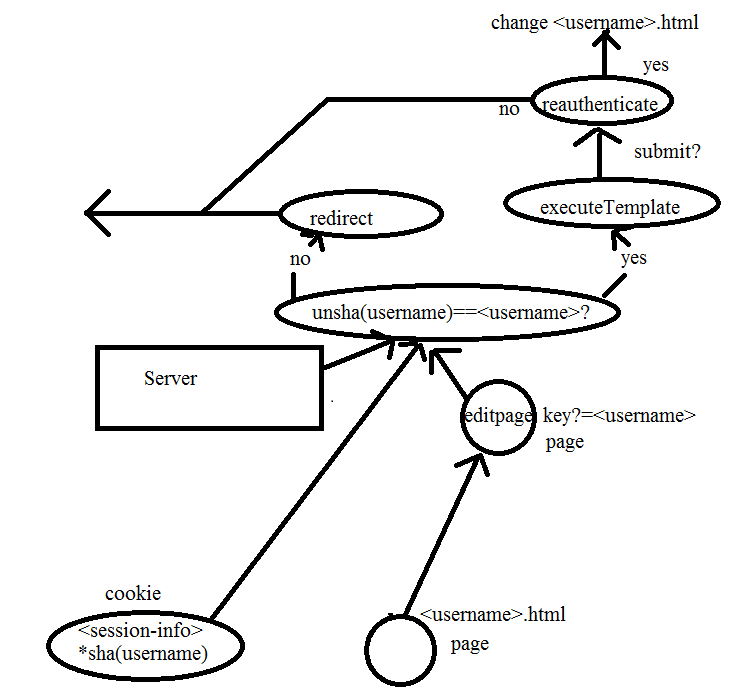 change <username>.html
yes
no
reauthenticate
submit?
executeTemplate
redirect
no
yes
unsha(username)==<username>?
Server
editpage key?=<username>
page
cookie
<session-info>
*sha(username)
<username>.html
page